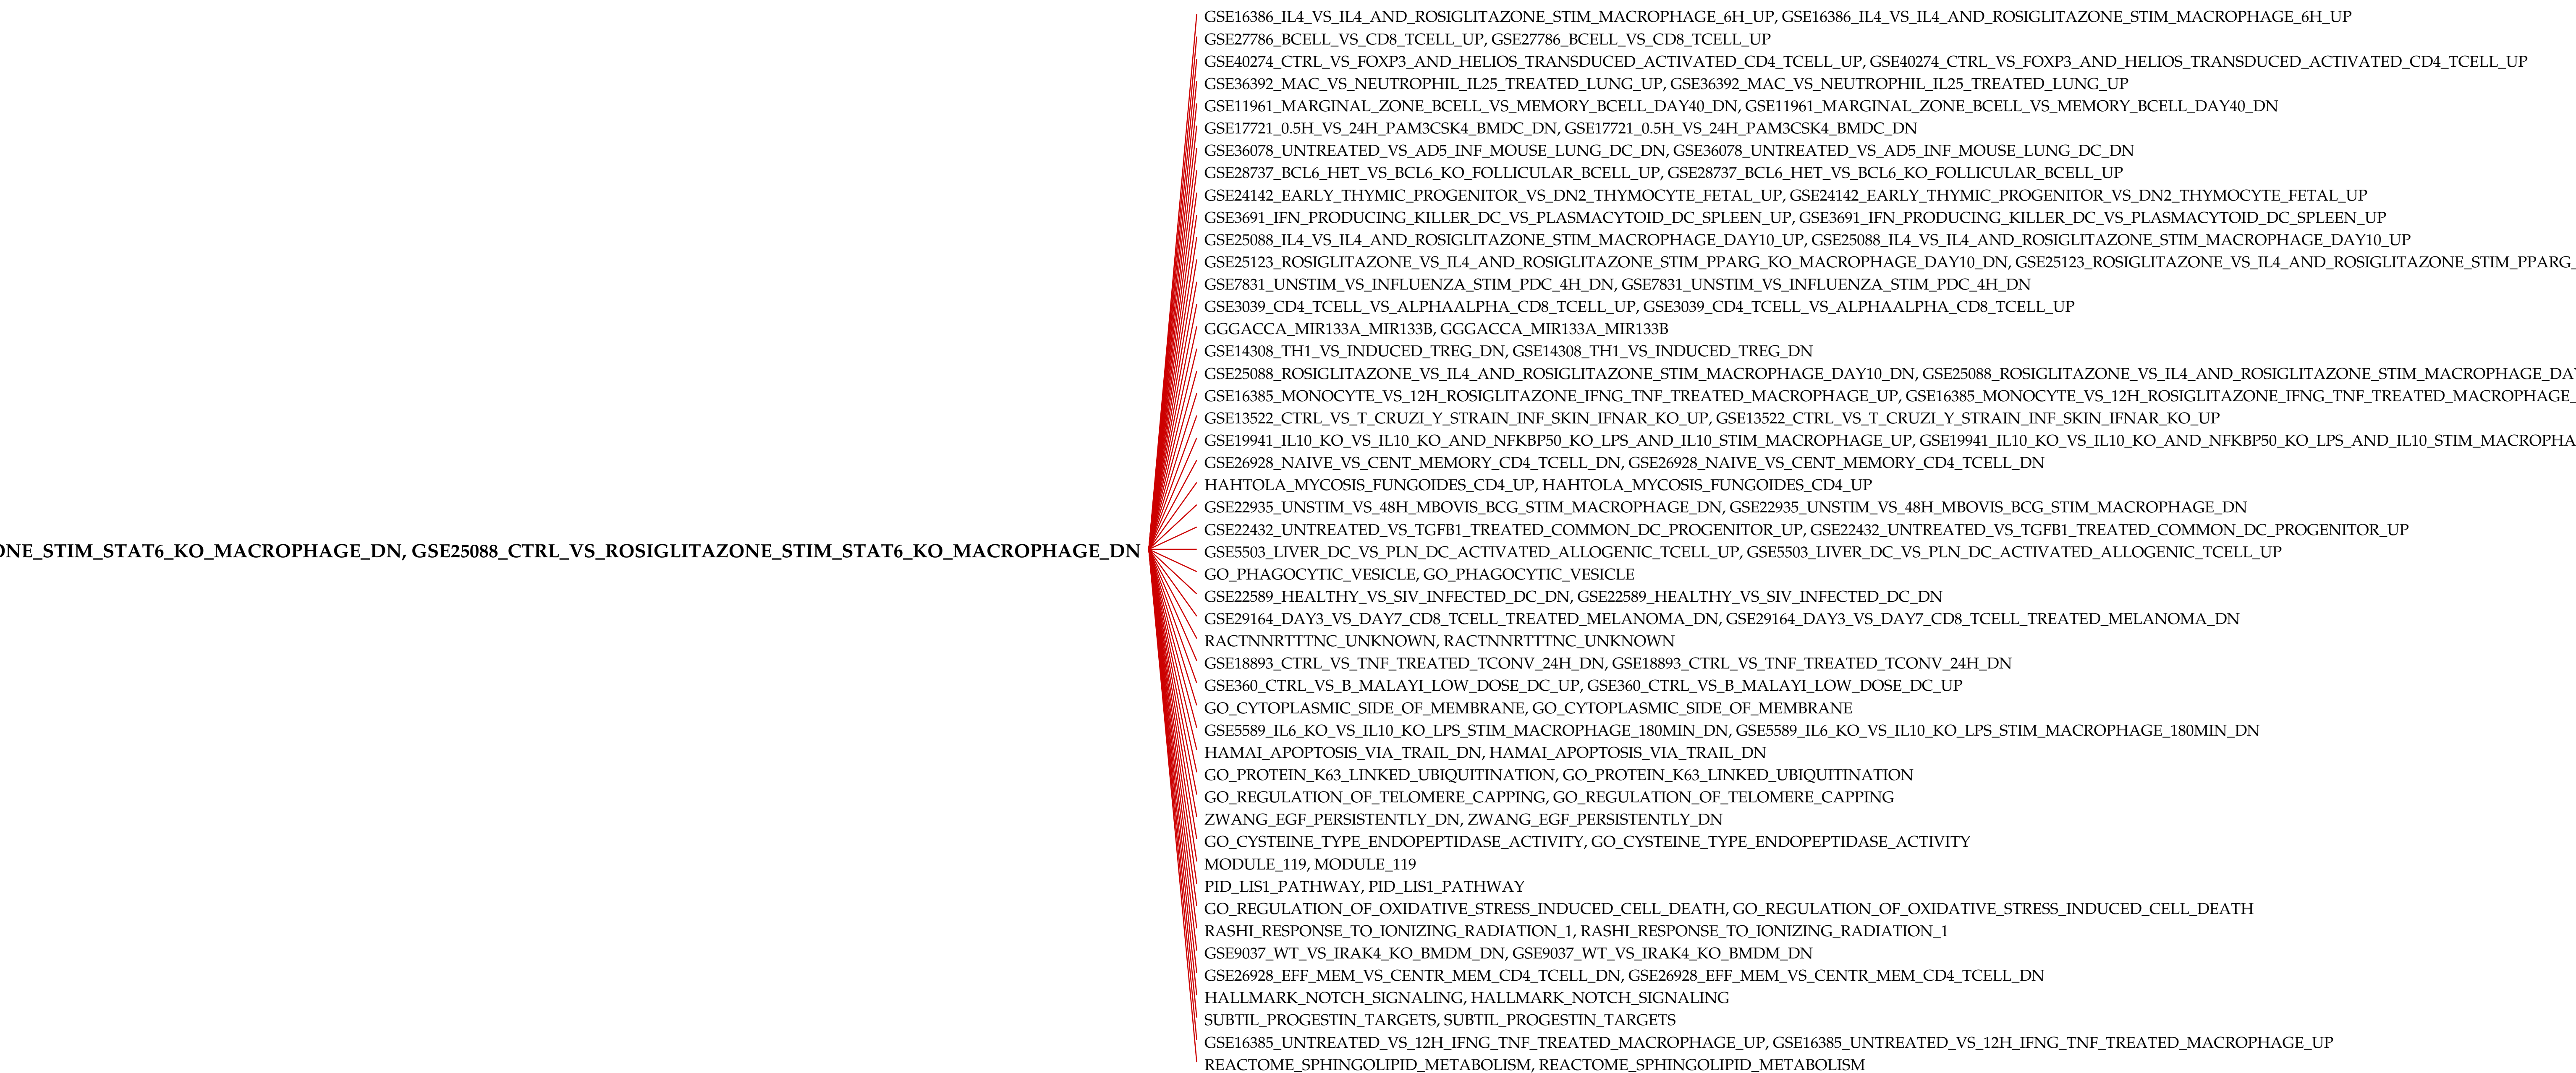 GSE16386_IL4_VS_IL4_AND_ROSIGLITAZONE_STIM_MACROPHAGE_6H_UP, GSE16386_IL4_VS_IL4_AND_ROSIGLITAZONE_STIM_MACROPHAGE_6H_UP
GSE27786_BCELL_VS_CD8_TCELL_UP, GSE27786_BCELL_VS_CD8_TCELL_UP
GSE40274_CTRL_VS_FOXP3_AND_HELIOS_TRANSDUCED_ACTIVATED_CD4_TCELL_UP, GSE40274_CTRL_VS_FOXP3_AND_HELIOS_TRANSDUCED_ACTIVATED_CD4_TCELL_UP
GSE36392_MAC_VS_NEUTROPHIL_IL25_TREATED_LUNG_UP, GSE36392_MAC_VS_NEUTROPHIL_IL25_TREATED_LUNG_UP
GSE11961_MARGINAL_ZONE_BCELL_VS_MEMORY_BCELL_DAY40_DN, GSE11961_MARGINAL_ZONE_BCELL_VS_MEMORY_BCELL_DAY40_DN
GSE17721_0.5H_VS_24H_PAM3CSK4_BMDC_DN, GSE17721_0.5H_VS_24H_PAM3CSK4_BMDC_DN
GSE36078_UNTREATED_VS_AD5_INF_MOUSE_LUNG_DC_DN, GSE36078_UNTREATED_VS_AD5_INF_MOUSE_LUNG_DC_DN
GSE28737_BCL6_HET_VS_BCL6_KO_FOLLICULAR_BCELL_UP, GSE28737_BCL6_HET_VS_BCL6_KO_FOLLICULAR_BCELL_UP
GSE24142_EARLY_THYMIC_PROGENITOR_VS_DN2_THYMOCYTE_FETAL_UP, GSE24142_EARLY_THYMIC_PROGENITOR_VS_DN2_THYMOCYTE_FETAL_UP
GSE3691_IFN_PRODUCING_KILLER_DC_VS_PLASMACYTOID_DC_SPLEEN_UP, GSE3691_IFN_PRODUCING_KILLER_DC_VS_PLASMACYTOID_DC_SPLEEN_UP
GSE25088_IL4_VS_IL4_AND_ROSIGLITAZONE_STIM_MACROPHAGE_DAY10_UP, GSE25088_IL4_VS_IL4_AND_ROSIGLITAZONE_STIM_MACROPHAGE_DAY10_UP
GSE25123_ROSIGLITAZONE_VS_IL4_AND_ROSIGLITAZONE_STIM_PPARG_KO_MACROPHAGE_DAY10_DN, GSE25123_ROSIGLITAZONE_VS_IL4_AND_ROSIGLITAZONE_STIM_PPARG_
GSE7831_UNSTIM_VS_INFLUENZA_STIM_PDC_4H_DN, GSE7831_UNSTIM_VS_INFLUENZA_STIM_PDC_4H_DN
GSE3039_CD4_TCELL_VS_ALPHAALPHA_CD8_TCELL_UP, GSE3039_CD4_TCELL_VS_ALPHAALPHA_CD8_TCELL_UP
GGGACCA_MIR133A_MIR133B, GGGACCA_MIR133A_MIR133B
GSE14308_TH1_VS_INDUCED_TREG_DN, GSE14308_TH1_VS_INDUCED_TREG_DN
GSE25088_ROSIGLITAZONE_VS_IL4_AND_ROSIGLITAZONE_STIM_MACROPHAGE_DAY10_DN, GSE25088_ROSIGLITAZONE_VS_IL4_AND_ROSIGLITAZONE_STIM_MACROPHAGE_DAY
GSE16385_MONOCYTE_VS_12H_ROSIGLITAZONE_IFNG_TNF_TREATED_MACROPHAGE_UP, GSE16385_MONOCYTE_VS_12H_ROSIGLITAZONE_IFNG_TNF_TREATED_MACROPHAGE_
GSE13522_CTRL_VS_T_CRUZI_Y_STRAIN_INF_SKIN_IFNAR_KO_UP, GSE13522_CTRL_VS_T_CRUZI_Y_STRAIN_INF_SKIN_IFNAR_KO_UP
GSE19941_IL10_KO_VS_IL10_KO_AND_NFKBP50_KO_LPS_AND_IL10_STIM_MACROPHAGE_UP, GSE19941_IL10_KO_VS_IL10_KO_AND_NFKBP50_KO_LPS_AND_IL10_STIM_MACROPHA
GSE26928_NAIVE_VS_CENT_MEMORY_CD4_TCELL_DN, GSE26928_NAIVE_VS_CENT_MEMORY_CD4_TCELL_DN
HAHTOLA_MYCOSIS_FUNGOIDES_CD4_UP, HAHTOLA_MYCOSIS_FUNGOIDES_CD4_UP
GSE22935_UNSTIM_VS_48H_MBOVIS_BCG_STIM_MACROPHAGE_DN, GSE22935_UNSTIM_VS_48H_MBOVIS_BCG_STIM_MACROPHAGE_DN
GSE22432_UNTREATED_VS_TGFB1_TREATED_COMMON_DC_PROGENITOR_UP, GSE22432_UNTREATED_VS_TGFB1_TREATED_COMMON_DC_PROGENITOR_UP
ONE_STIM_STAT6_KO_MACROPHAGE_DN, GSE25088_CTRL_VS_ROSIGLITAZONE_STIM_STAT6_KO_MACROPHAGE_DN
GSE5503_LIVER_DC_VS_PLN_DC_ACTIVATED_ALLOGENIC_TCELL_UP, GSE5503_LIVER_DC_VS_PLN_DC_ACTIVATED_ALLOGENIC_TCELL_UP
GO_PHAGOCYTIC_VESICLE, GO_PHAGOCYTIC_VESICLE
GSE22589_HEALTHY_VS_SIV_INFECTED_DC_DN, GSE22589_HEALTHY_VS_SIV_INFECTED_DC_DN
GSE29164_DAY3_VS_DAY7_CD8_TCELL_TREATED_MELANOMA_DN, GSE29164_DAY3_VS_DAY7_CD8_TCELL_TREATED_MELANOMA_DN
RACTNNRTTTNC_UNKNOWN, RACTNNRTTTNC_UNKNOWN
GSE18893_CTRL_VS_TNF_TREATED_TCONV_24H_DN, GSE18893_CTRL_VS_TNF_TREATED_TCONV_24H_DN
GSE360_CTRL_VS_B_MALAYI_LOW_DOSE_DC_UP, GSE360_CTRL_VS_B_MALAYI_LOW_DOSE_DC_UP
GO_CYTOPLASMIC_SIDE_OF_MEMBRANE, GO_CYTOPLASMIC_SIDE_OF_MEMBRANE
GSE5589_IL6_KO_VS_IL10_KO_LPS_STIM_MACROPHAGE_180MIN_DN, GSE5589_IL6_KO_VS_IL10_KO_LPS_STIM_MACROPHAGE_180MIN_DN
HAMAI_APOPTOSIS_VIA_TRAIL_DN, HAMAI_APOPTOSIS_VIA_TRAIL_DN
GO_PROTEIN_K63_LINKED_UBIQUITINATION, GO_PROTEIN_K63_LINKED_UBIQUITINATION
GO_REGULATION_OF_TELOMERE_CAPPING, GO_REGULATION_OF_TELOMERE_CAPPING
ZWANG_EGF_PERSISTENTLY_DN, ZWANG_EGF_PERSISTENTLY_DN
GO_CYSTEINE_TYPE_ENDOPEPTIDASE_ACTIVITY, GO_CYSTEINE_TYPE_ENDOPEPTIDASE_ACTIVITY
MODULE_119, MODULE_119
PID_LIS1_PATHWAY, PID_LIS1_PATHWAY
GO_REGULATION_OF_OXIDATIVE_STRESS_INDUCED_CELL_DEATH, GO_REGULATION_OF_OXIDATIVE_STRESS_INDUCED_CELL_DEATH
RASHI_RESPONSE_TO_IONIZING_RADIATION_1, RASHI_RESPONSE_TO_IONIZING_RADIATION_1
GSE9037_WT_VS_IRAK4_KO_BMDM_DN, GSE9037_WT_VS_IRAK4_KO_BMDM_DN
GSE26928_EFF_MEM_VS_CENTR_MEM_CD4_TCELL_DN, GSE26928_EFF_MEM_VS_CENTR_MEM_CD4_TCELL_DN
HALLMARK_NOTCH_SIGNALING, HALLMARK_NOTCH_SIGNALING
SUBTIL_PROGESTIN_TARGETS, SUBTIL_PROGESTIN_TARGETS
GSE16385_UNTREATED_VS_12H_IFNG_TNF_TREATED_MACROPHAGE_UP, GSE16385_UNTREATED_VS_12H_IFNG_TNF_TREATED_MACROPHAGE_UP
REACTOME_SPHINGOLIPID_METABOLISM, REACTOME_SPHINGOLIPID_METABOLISM